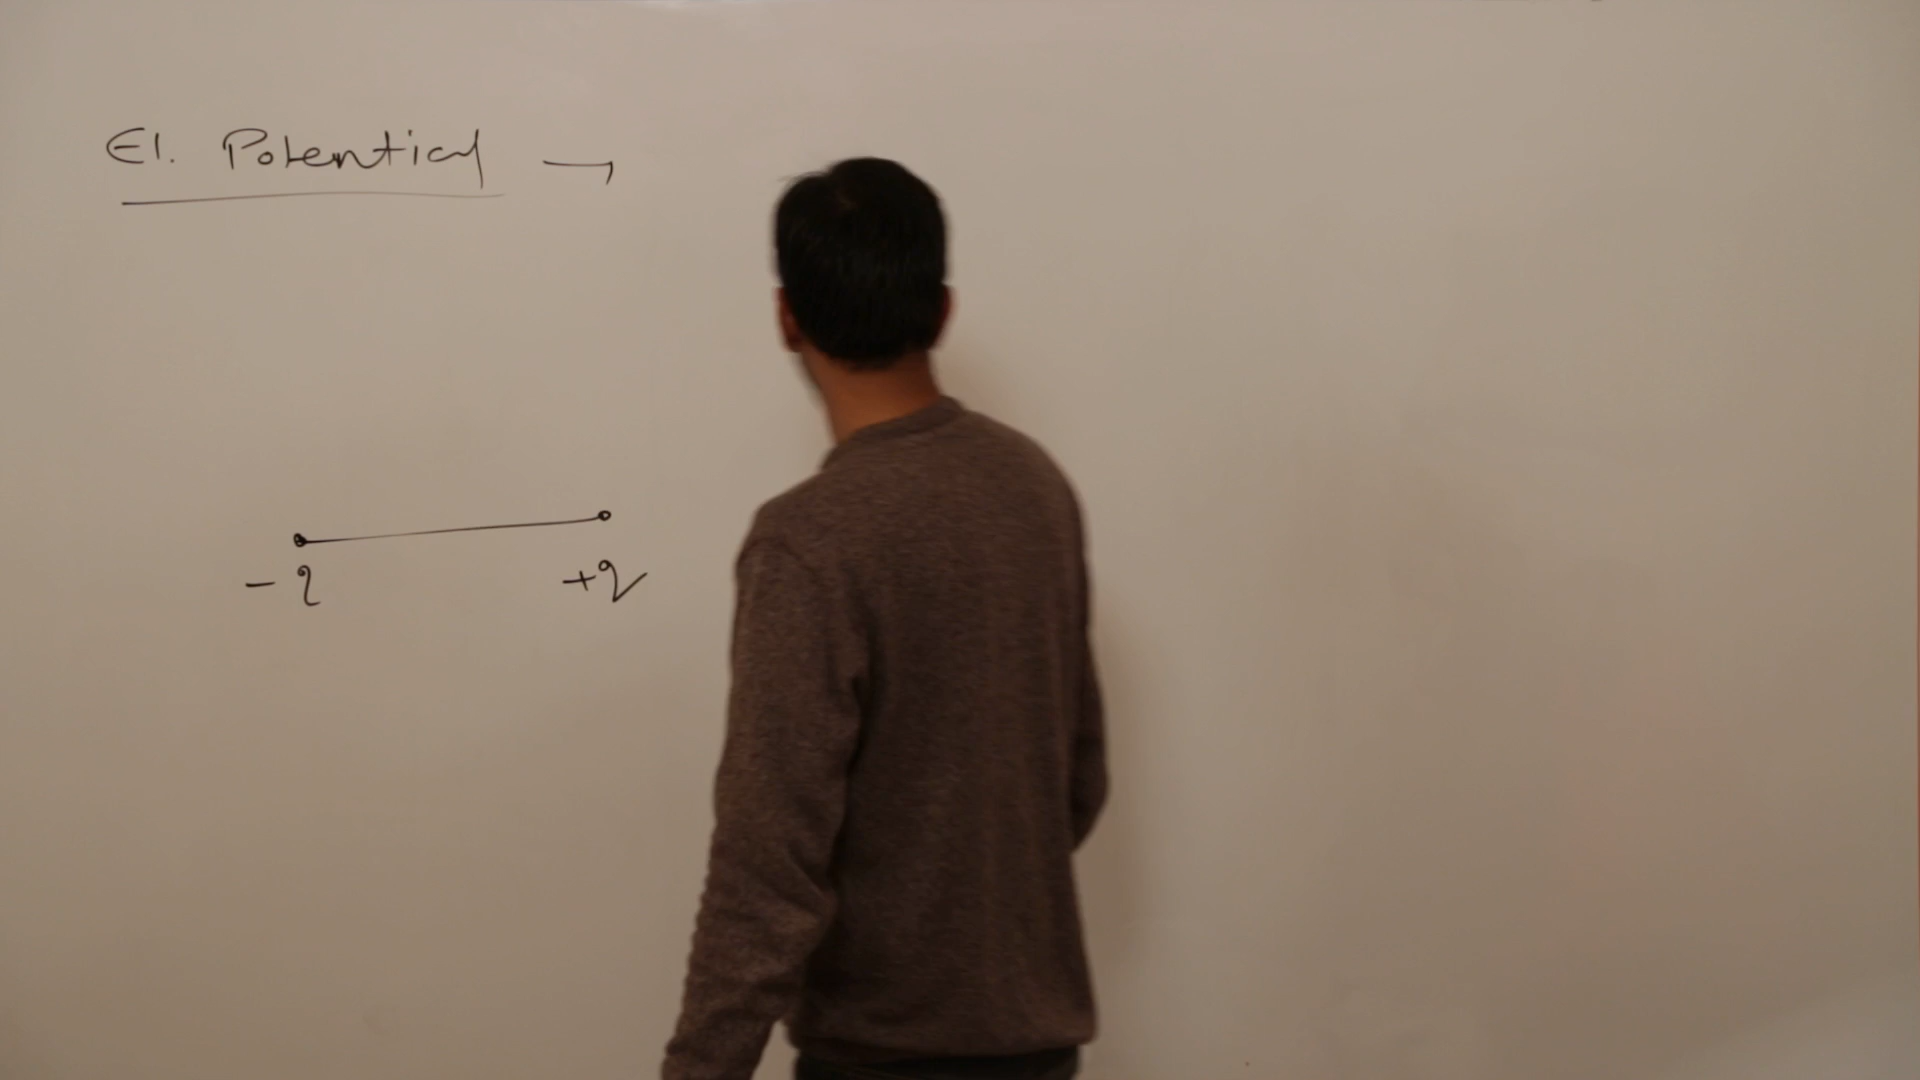 El. Potential →
- q +q